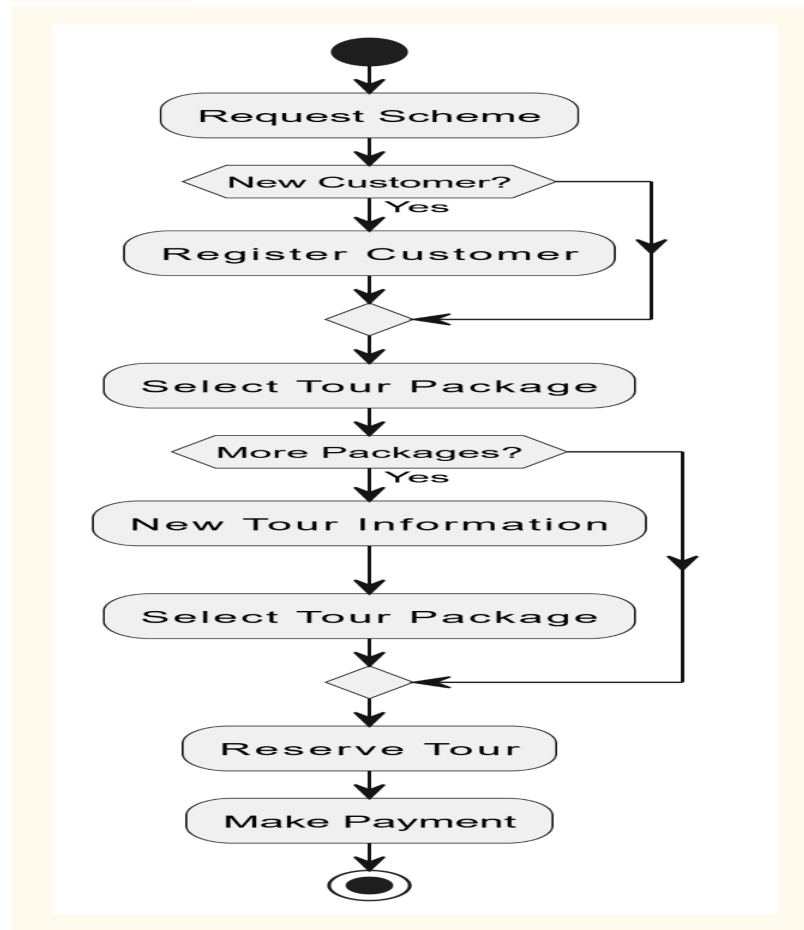 Request Scheme
New Customer?
Yes
Register Customer
Select Tour Package
More Packages?
Yes
New Tour Information
Select Tour Package
Reserve Tour
Make Payment